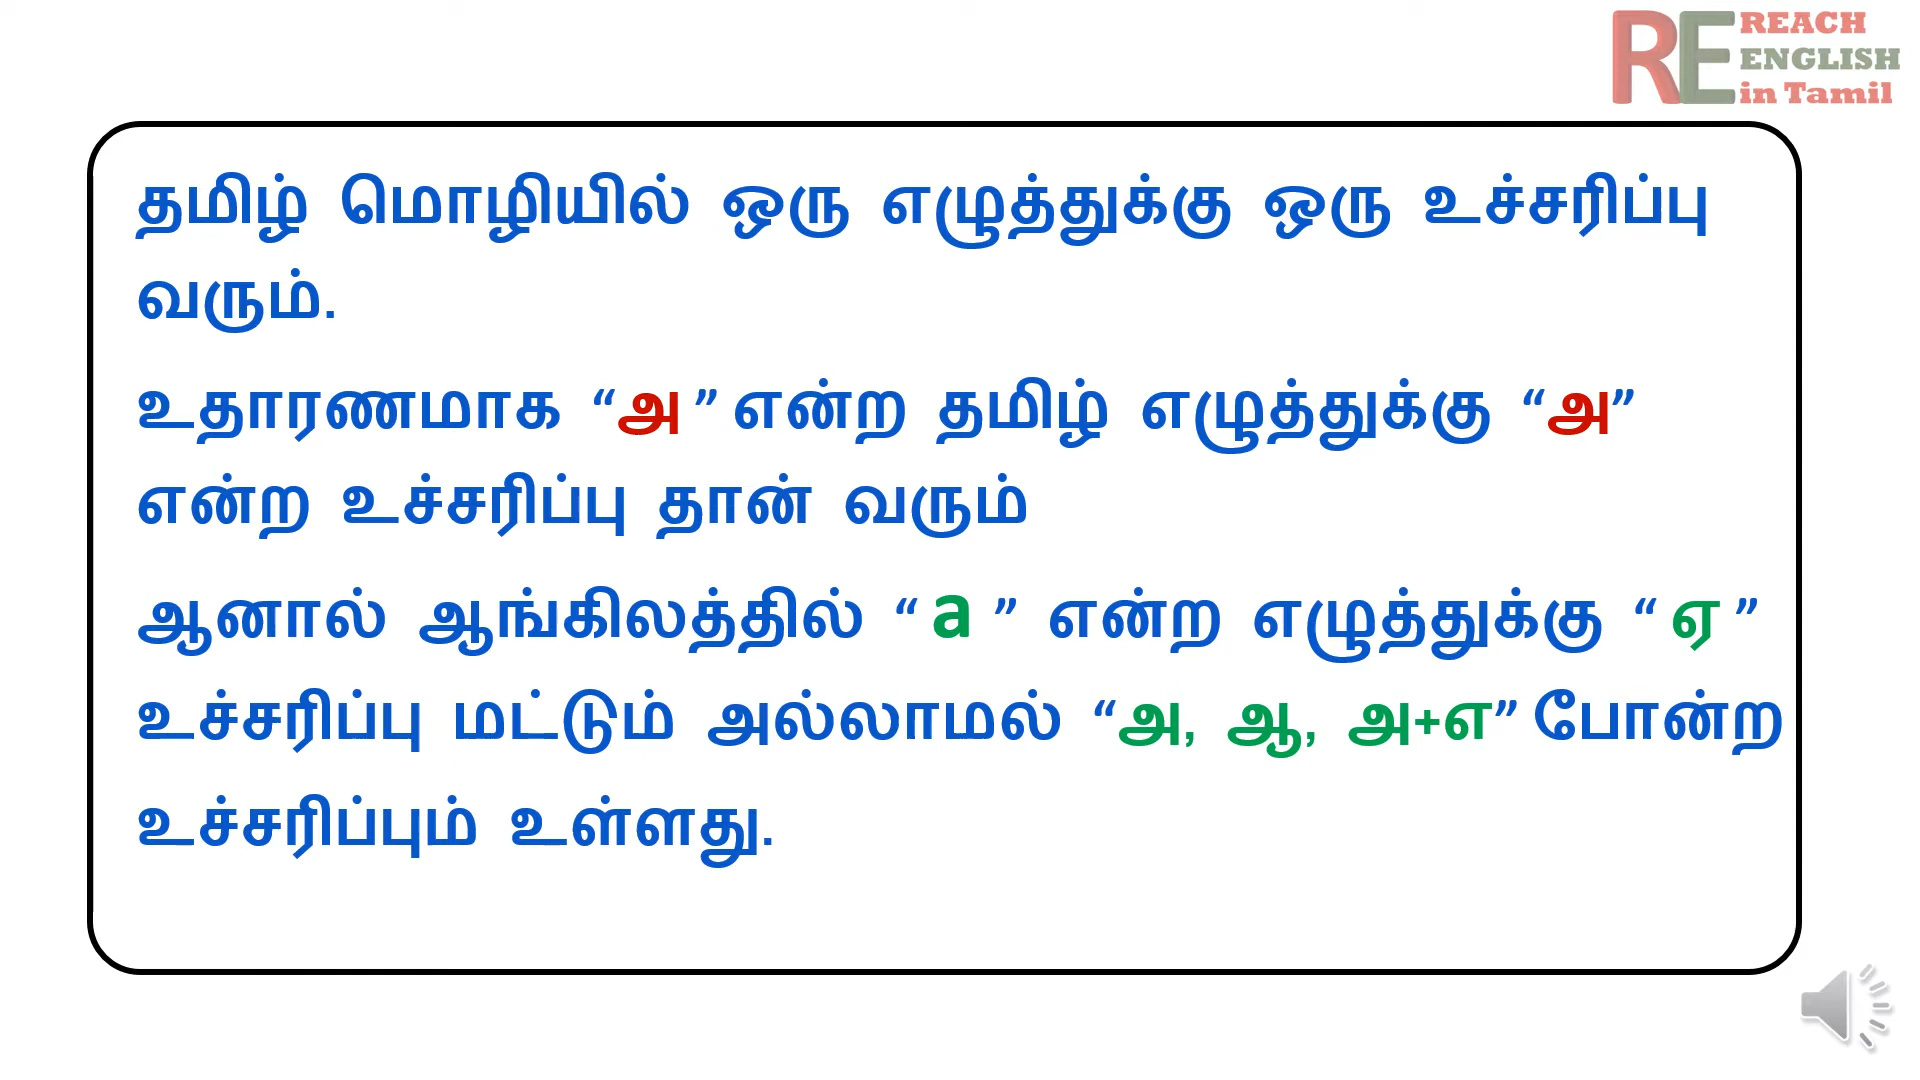 REACH
ENGLISH
in Tamil
RE
தமிழ் மொழியில் ஒரு எழுத்துக்கு ஒரு உச்சரிப்பு
வரும்.
உதாரணமாக “அ ” என்ற தமிழ் எழுத்துக்கு “அ”
என்ற உச்சரிப்பு தான் வரும்
ஆனால் ஆங்கிலத்தில் “ a ” என்ற எழுத்துக்கு “ ஏ ”
உச்சரிப்பு மட்டும் அல்லாமல் “அ, ஆ, அ+எ” போன்ற
உச்சரிப்பும் உள்ளது.